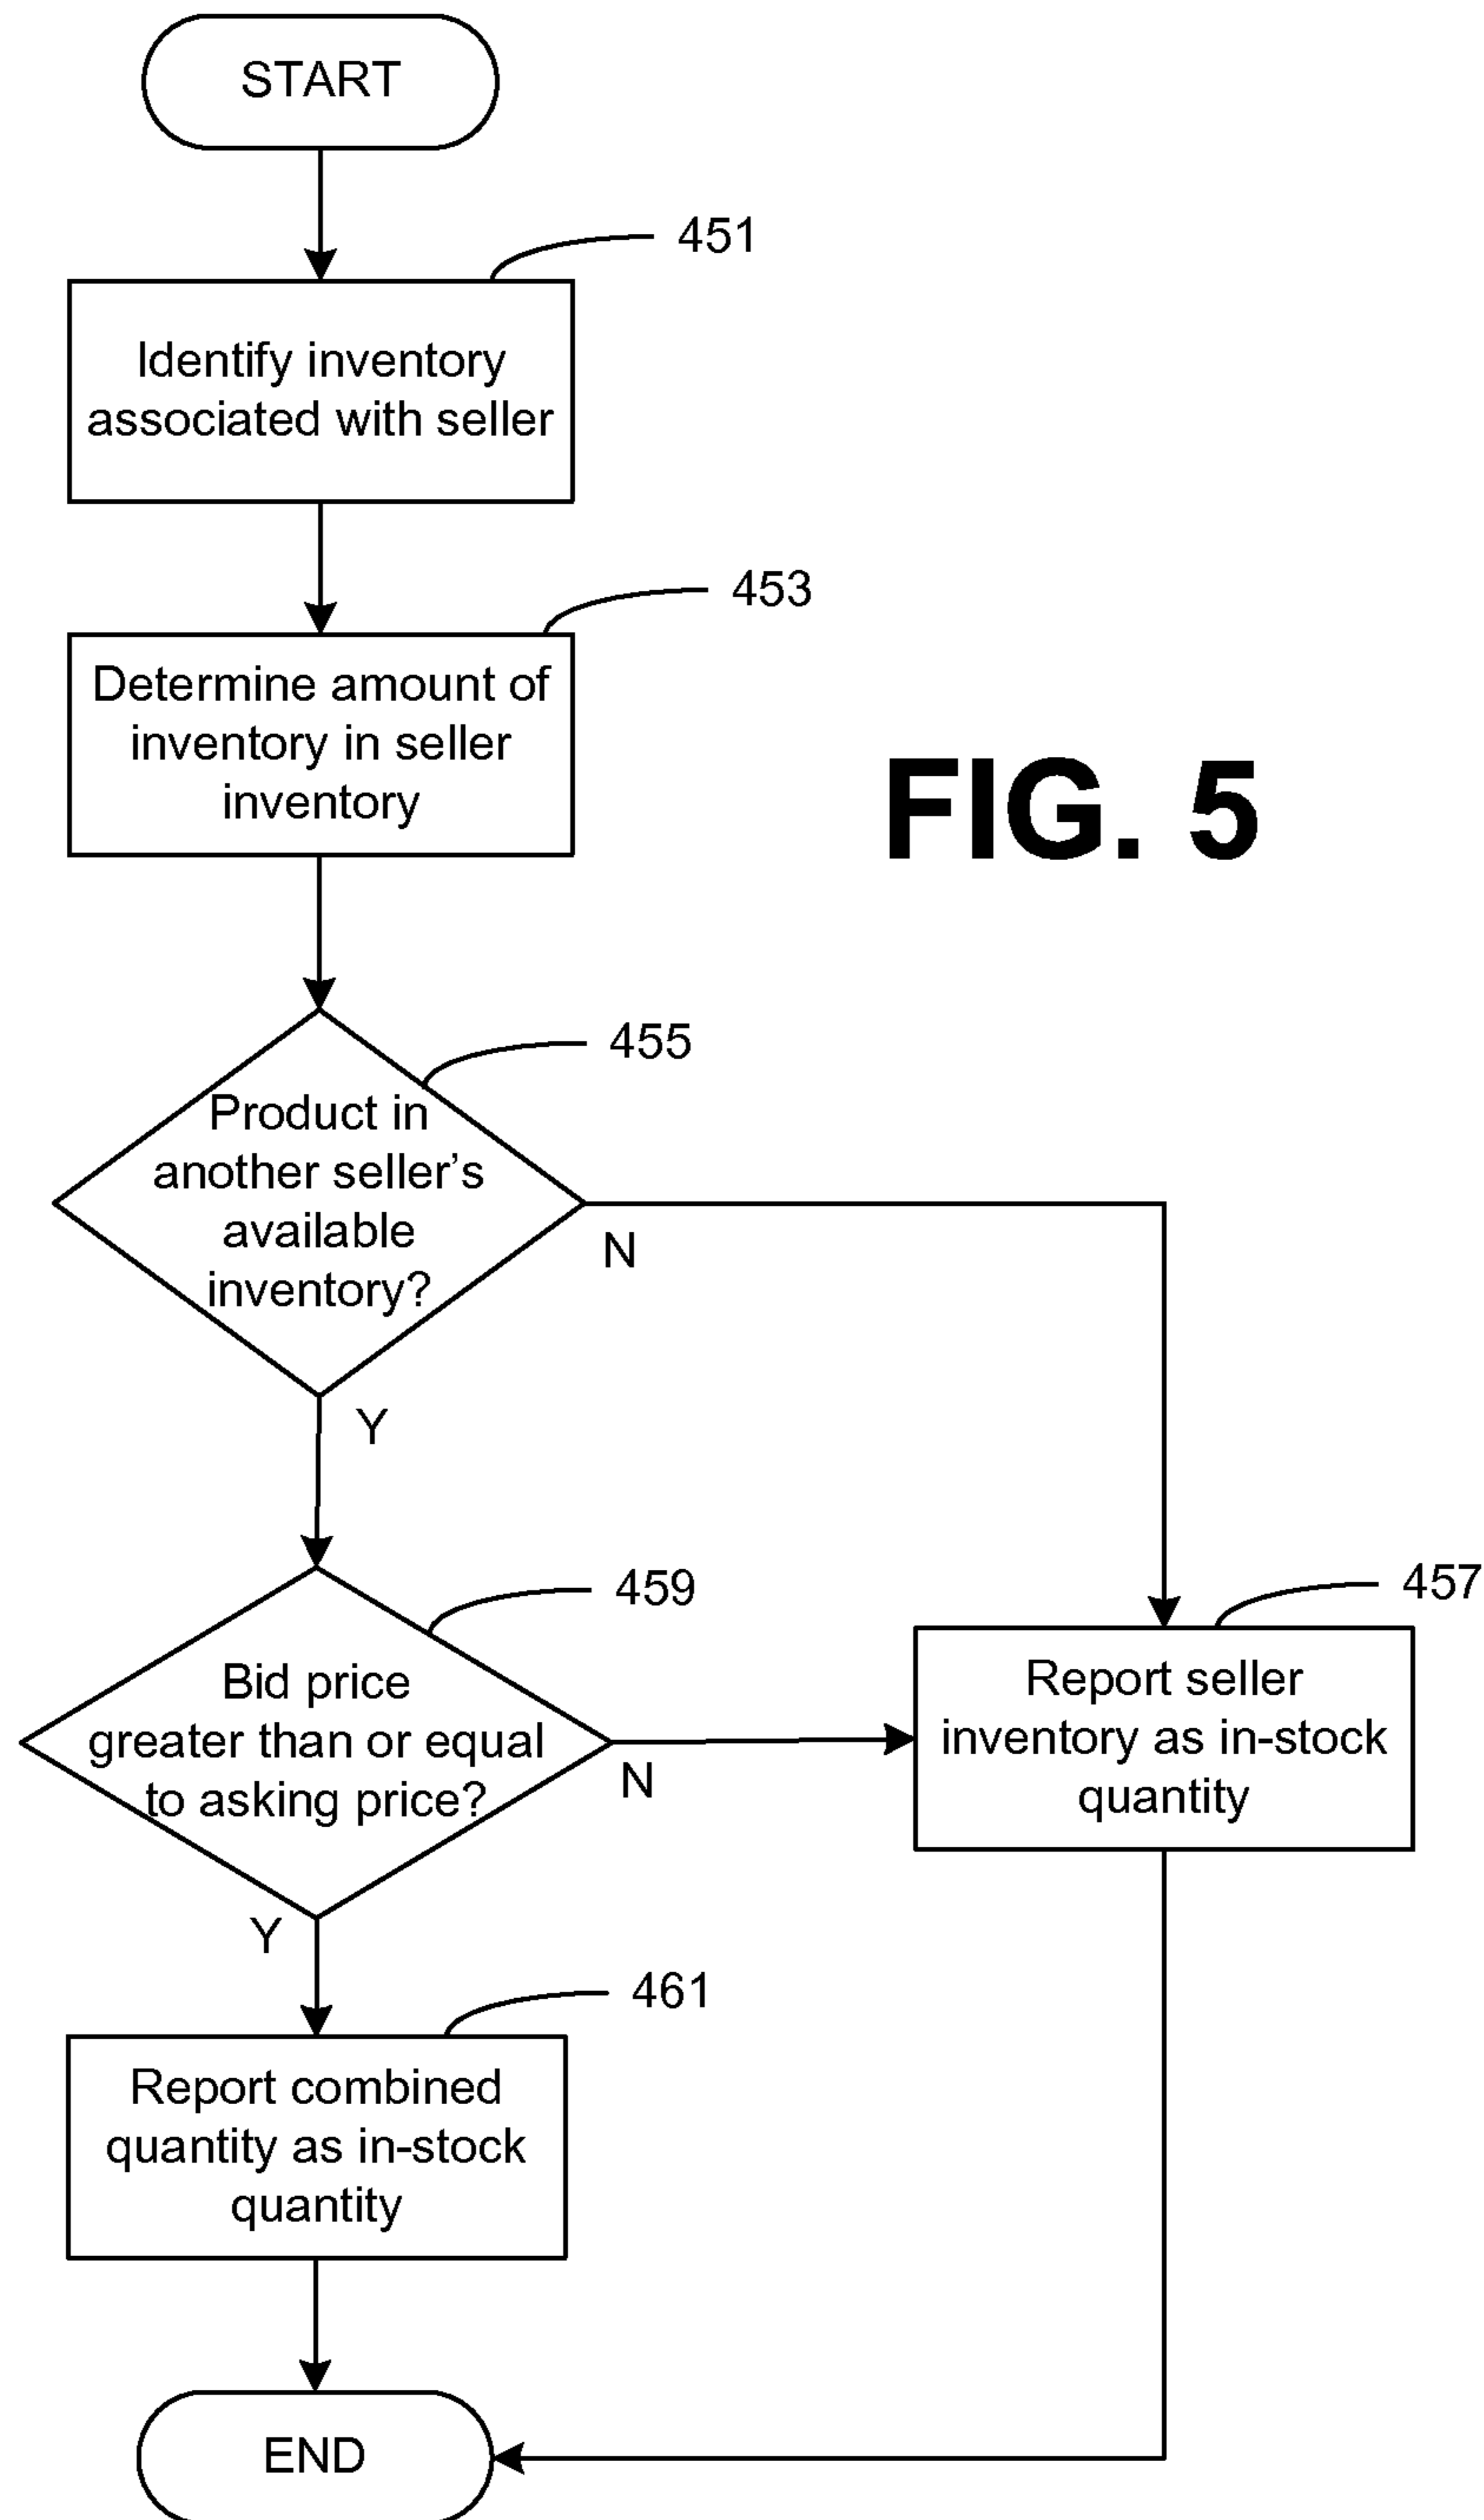 START
451
Identify inventory
associated with seller
453
Determine amount of
inventory in seller
inventory
FIG. 5
455
Product in
another seller's
available
inventory?
N
Y
459
457
Bid price
greater than or equal
to asking price?
N
Report seller
inventory as in-stock
quantity
Y
461
Report combined
quantity as in-stock
quantity
END